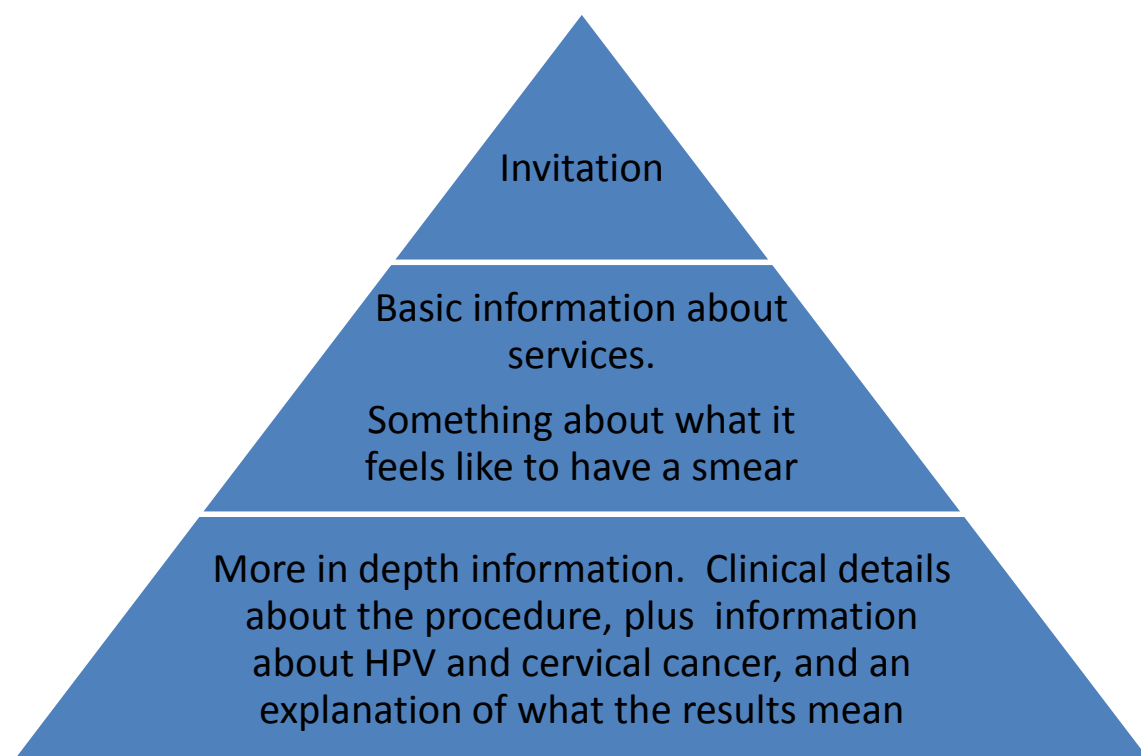 Invitation
Basic information about
services.
Something about what it
feels like to have a smear
More in depth information.  Clinical details
about the procedure, plus  information
about HPV and cervical cancer, and an
explanation of what the results mean